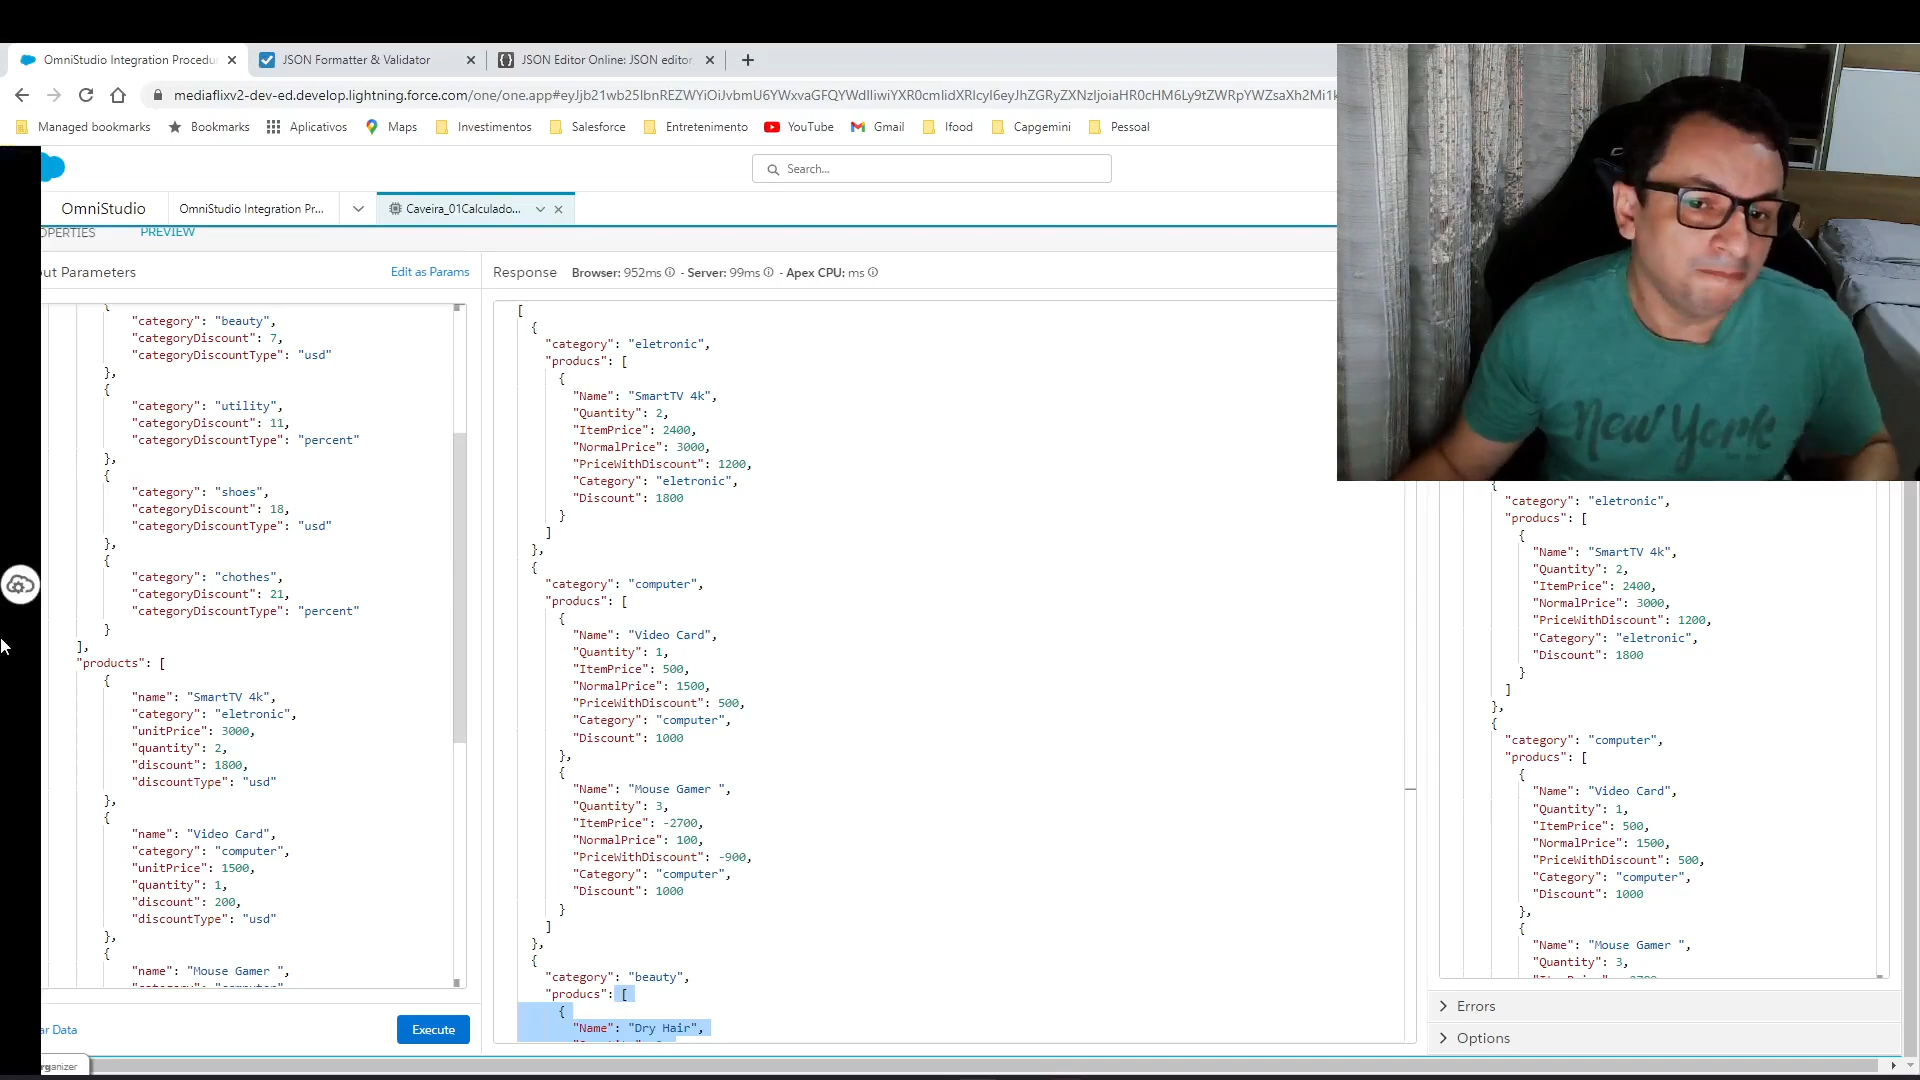 OmniStudio Integration Procedu
JSON Formatter & Validator
JSON Editor Online: JSON editor
mediaflixv2-dev-ed.develop.lightning.force.com
Managed bookmarks
Bookmarks
Aplicativos
Maps
Investimentos
Salesforce
Entretenimento
YouTube
Gmail
Ifood
Capgemini
Pessoal
Search...
OmniStudio
OmniStudio Integration Pr...
Caveira_01Calculado...
OPERTIES
PREVIEW
ut Parameters
Edit as Params
Response
Browser: 952ms - Server: 99ms - Apex CPU: ms
{
"category": "beauty",
"categoryDiscount": 7,
"categoryDiscountType": "usd"
},
{
"category": "utility",
"categoryDiscount": 11,
"categoryDiscountType": "percent"
},
{
"category": "shoes",
"categoryDiscount": 18,
"categoryDiscountType": "usd"
},
{
"category": "chothes",
"categoryDiscount": 21,
"categoryDiscountType": "percent"
}
],
"products": [
{
"name": "SmartTV 4k",
"category": "eletronic",
"unitPrice": 3000,
"quantity": 2,
"discount": 1800,
"discountType": "usd"
},
{
"name": "Video Card",
"category": "computer",
"unitPrice": 1500,
"quantity": 1,
"discount": 200,
"discountType": "usd"
},
{
"name": "Mouse Gamer ",
ar Data
Execute
rganizer
[
{
"category": "eletronic",
"producs": [
{
"Name": "SmartTV 4k",
"Quantity": 2,
"ItemPrice": 2400,
"NormalPrice": 3000,
"PriceWithDiscount": 1200,
"Category": "eletronic",
"Discount": 1800
}
]
},
{
"category": "computer",
"producs": [
{
"Name": "Video Card",
"Quantity": 1,
"ItemPrice": 500,
"NormalPrice": 1500,
"PriceWithDiscount": 500,
"Category": "computer",
"Discount": 1000
},
{
"Name": "Mouse Gamer ",
"Quantity": 3,
"ItemPrice": -2700,
"NormalPrice": 100,
"PriceWithDiscount": -900,
"Category": "computer",
"Discount": 1000
}
]
},
{
"category": "beauty",
"producs": [
{
"Name": "Dry Hair",
New York
{
"category": "eletronic",
"producs": [
{
"Name": "SmartTV 4k",
"Quantity": 2,
"ItemPrice": 2400,
"NormalPrice": 3000,
"PriceWithDiscount": 1200,
"Category": "eletronic",
"Discount": 1800
}
]
},
{
"category": "computer",
"producs": [
{
"Name": "Video Card",
"Quantity": 1,
"ItemPrice": 500,
"NormalPrice": 1500,
"PriceWithDiscount": 500,
"Category": "computer",
"Discount": 1000
},
{
"Name": "Mouse Gamer ",
"Quantity": 3,
Errors
Options